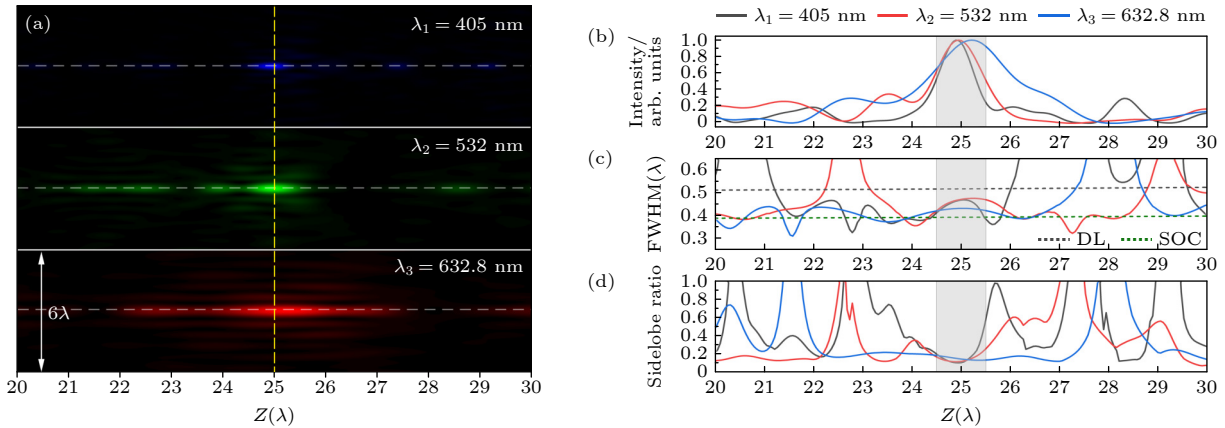 (a)
λ₁ = 405 nm
λ₂ = 532 nm
λ₃ = 632.8 nm
6λ
20 21 22 23 24 25 26 27 28 29 30
Z(λ)
λ₁ = 405 nm λ₂ = 532 nm λ₃ = 632.8 nm
(b)
Intensity/
arb. units
1.0
0.8
0.6
0.4
0.2
0
20 21 22 23 24 25 26 27 28 29 30
(c)
FWHM(λ)
0.6
0.5
0.4
0.3
DL SOC
20 21 22 23 24 25 26 27 28 29 30
(d)
Sidelobe ratio
1.0
0.8
0.6
0.4
0.2
0
20 21 22 23 24 25 26 27 28 29 30
Z(λ)